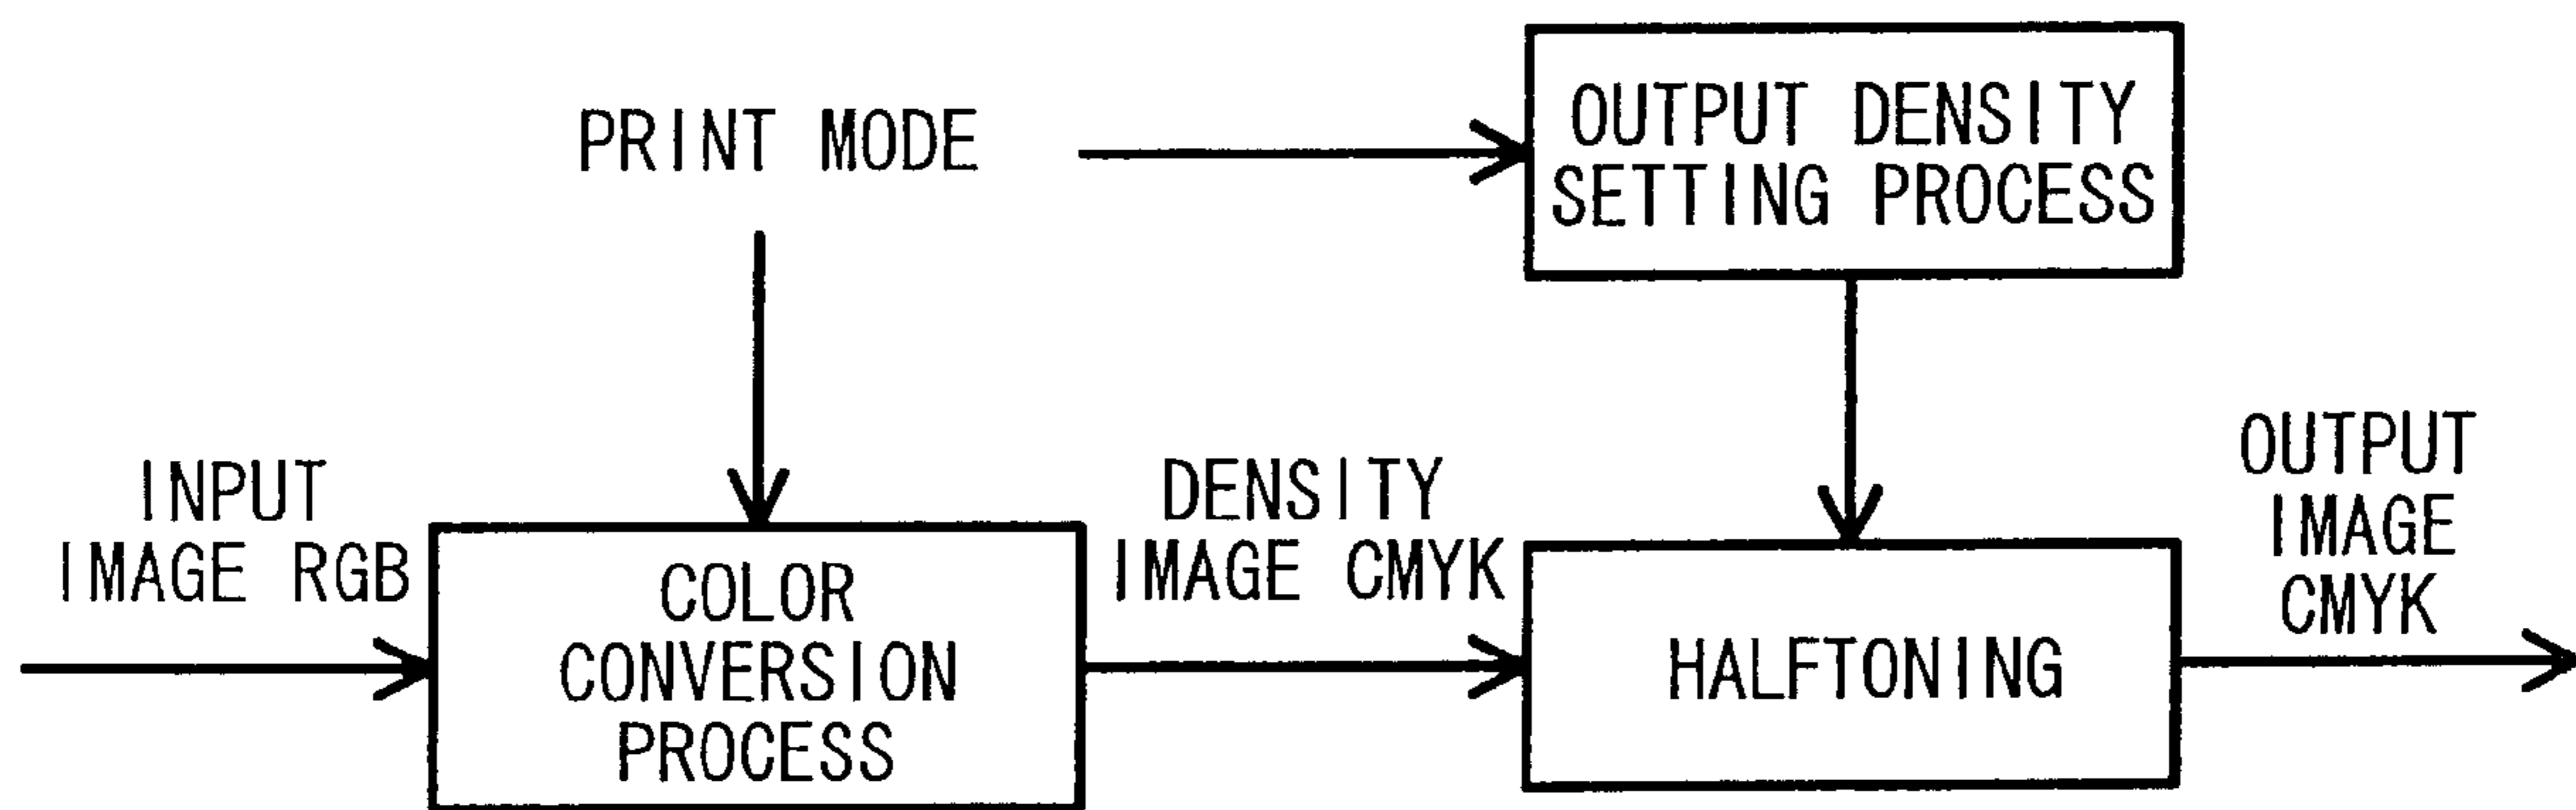 PRINT MODE
OUTPUT DENSITY
SETTING PROCESS
INPUT
IMAGE RGB
COLOR
CONVERSION
PROCESS
DENSITY
IMAGE CMYK
HALFTONING
OUTPUT
IMAGE
CMYK